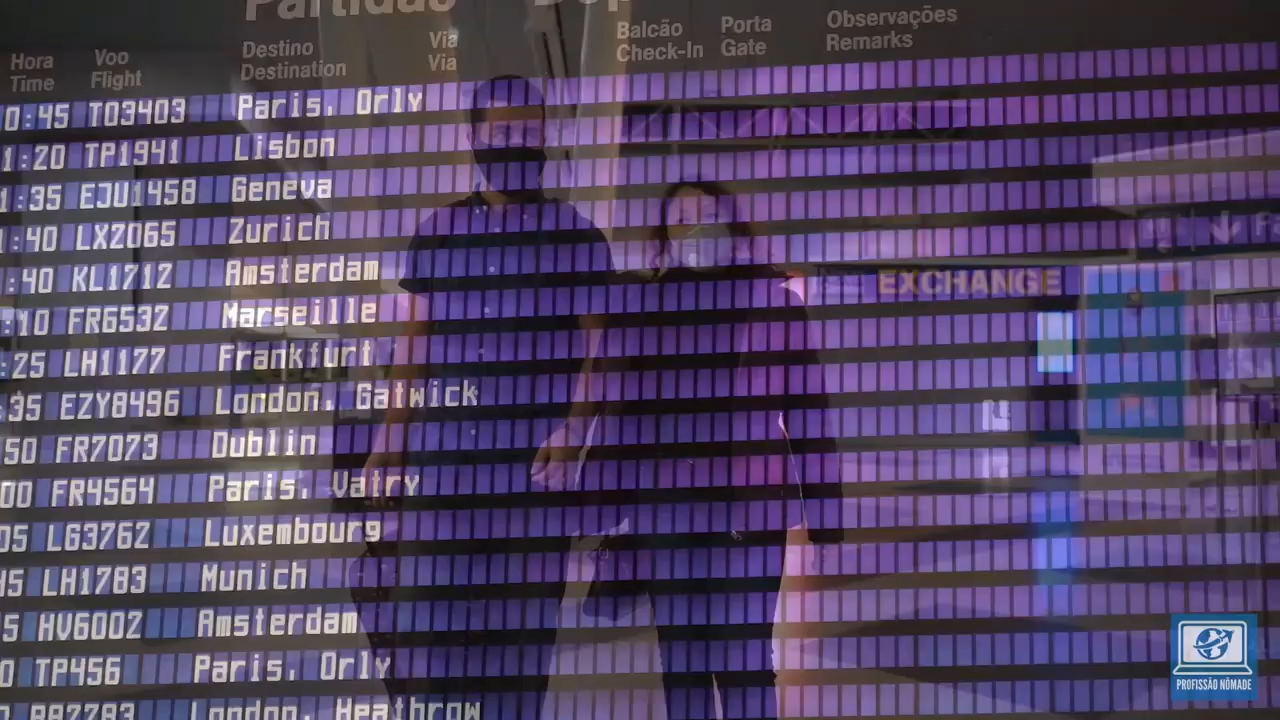 Partidas Dep
Hora Voo Destino Via Balcão Porta Observações
Time Flight Destination Via Check-In Gate Remarks
0:45 TO3403 Paris, Orly
1:20 TP1941 Lisbon
1:35 EJU1458 Geneva
:40 LX2065 Zurich
:40 KL1712 Amsterdam
:10 FR6532 Marseille
:25 LH1177 Frankfurt
:35 EZY8496 London, Gatwick
50 FR7073 Dublin
00 FR4564 Paris, Vatry
05 LG3762 Luxembourg
5 LH1783 Munich
5 HV6002 Amsterdam
0 TP456 Paris, Orly
London, Heathrow
EXCHANGE
PROFISSÃO NÔMADE